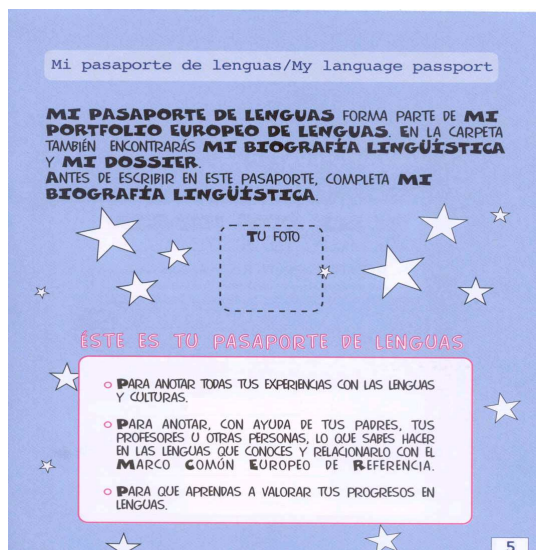 Mi pasaporte de lenguas/My language passport
MI PASAPORTE DE LENGUAS FORMA PARTE DE MI
PORTFOLIO EUROPEO DE LENGUAS. EN LA CARPETA
TAMBIÉN ENCONTRARÁS MI BIOGRAFÍA LINGÜÍSTICA
Y MI DOSSIER.
ANTES DE ESCRIBIR EN ESTE PASAPORTE, COMPLETA MI
BIOGRAFÍA LINGÜÍSTICA.
TU FOTO
ÉSTE ES TU PASAPORTE DE LENGUAS
PARA ANOTAR TODAS TUS EXPERIENCIAS CON LAS LENGUAS
Y CULTURAS.
PARA ANOTAR, CON AYUDA DE TUS PADRES, TUS
PROFESORES U OTRAS PERSONAS, LO QUE SABES HACER
EN LAS LENGUAS QUE CONOCES Y RELACIONARLO CON EL
MARCO COMÚN EUROPEO DE REFERENCIA.
PARA QUE APRENDAS A VALORAR TUS PROGRESOS EN
LENGUAS.
5